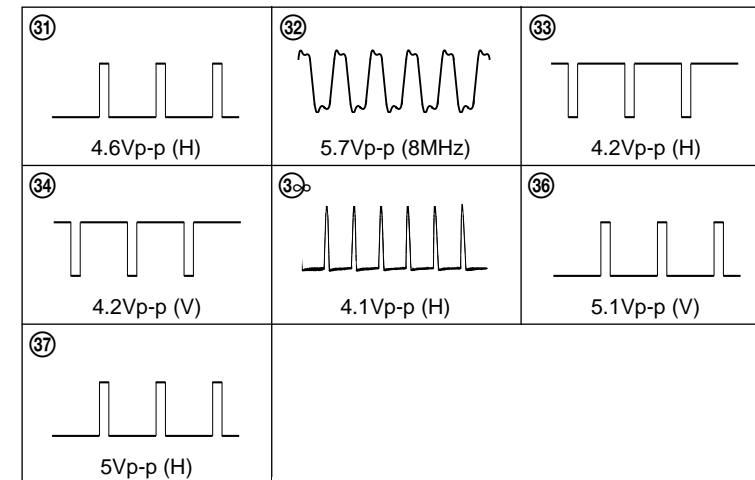 ㉛ ㉜ ㉝
4.6Vp-p (H) 5.7Vp-p (8MHz) 4.2Vp-p (H)
㉞ ㊱
4.2Vp-p (V) 4.1Vp-p (H) 5.1Vp-p (V)
㊲
5Vp-p (H)